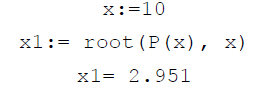 x:=10
x1:= root(P(x), x)
x1= 2.951